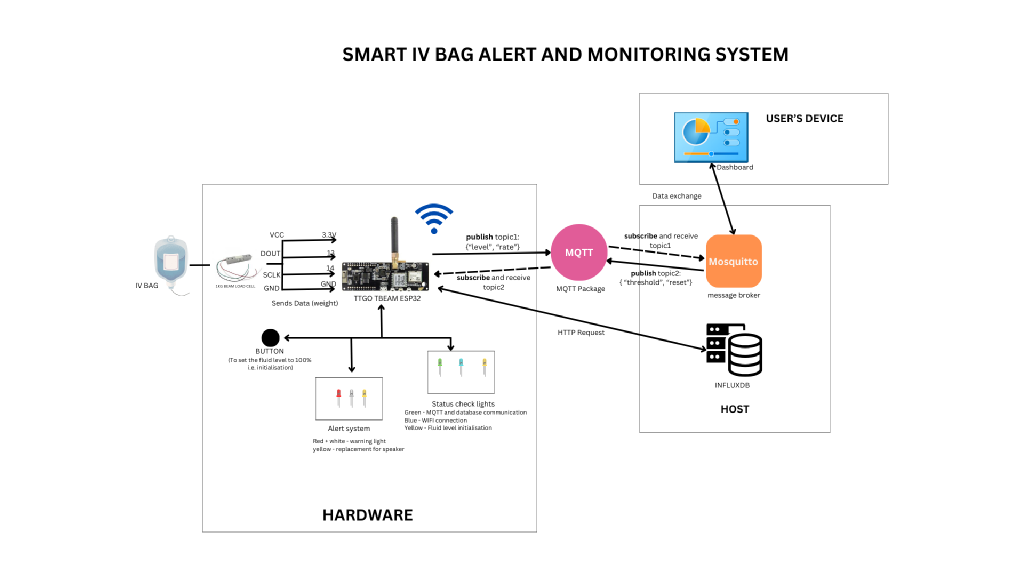 SMART IV BAG ALERT AND MONITORING SYSTEM
USER'S DEVICE
Dashboard
Data exchange
VCC
3.3V
DOUT
12
SCLK
14
GND
GND
IV BAG
1KG BEAM LOAD CELL
Sends Data (weight)
TTGO TBEAM ESP32
publish topic1:
{"level", "rate"}
subscribe and receive
topic2
MQTT
MQTT Package
subscribe and receive
topic1
publish topic2:
{ "threshold", "reset"}
Mosquitto
message broker
HTTP Request
INFLUXDB
HOST
BUTTON
(To set the fluid level to 100%
i.e. initialisation)
Alert system
Red + white - warning light
yellow - replacement for speaker
Status check lights
Green - MQTT and database communication
Blue - WIFI connection
Yellow - Fluid level initialisation
HARDWARE